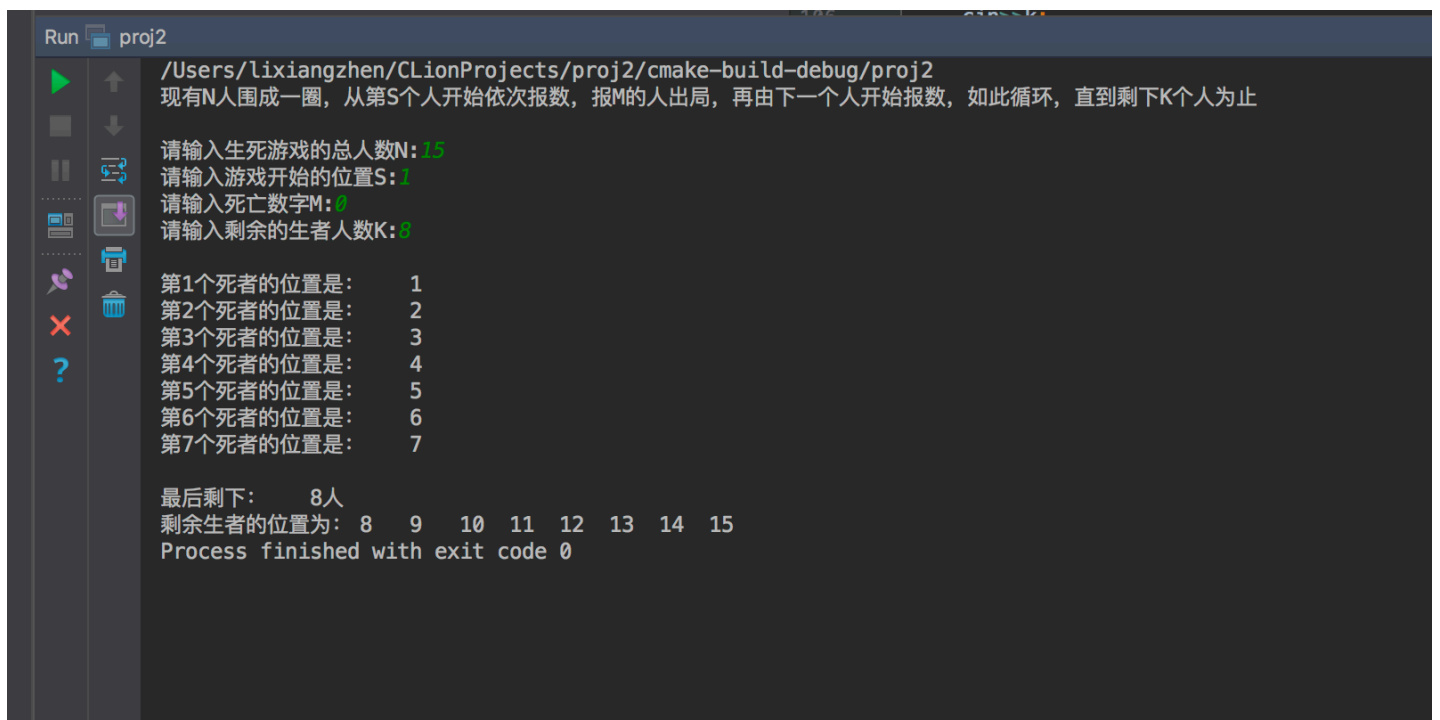 Run proj2
/Users/lixiangzhen/CLionProjects/proj2/cmake-build-debug/proj2
现有N人围成一圈，从第S个人开始依次报数，报M的人出局，再由下一个人开始报数，如此循环，直到剩下K个人为止
请输入生死游戏的总人数N:15
请输入游戏开始的位置S:1
请输入死亡数字M:0
请输入剩余的生者人数K:8
第1个死者的位置是： 1
第2个死者的位置是： 2
第3个死者的位置是： 3
第4个死者的位置是： 4
第5个死者的位置是： 5
第6个死者的位置是： 6
第7个死者的位置是： 7
最后剩下： 8人
剩余生者的位置为： 8 9 10 11 12 13 14 15
Process finished with exit code 0